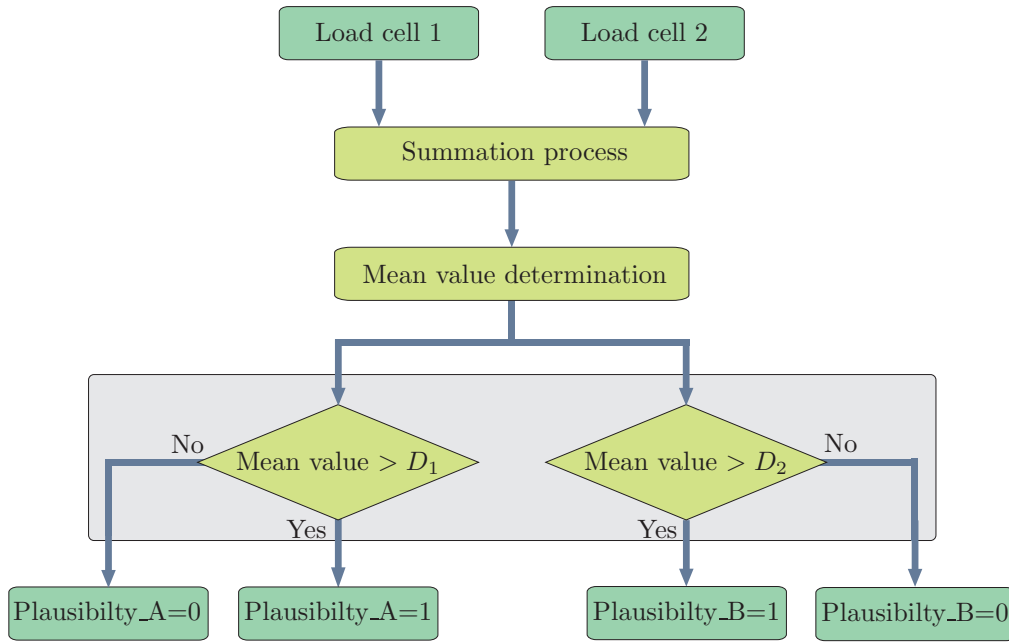 Load cell 1
Load cell 2
Summation process
Mean value determination
No
Mean value > D₁
Yes
Mean value > D₂
No
Yes
Plausibilty_A=0
Plausibilty_A=1
Plausibilty_B=1
Plausibilty_B=0